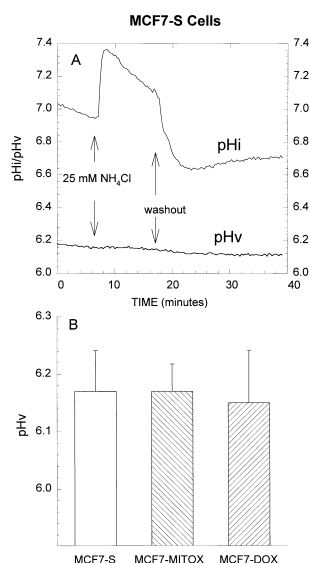 MCF7-S Cells
A
pHi/pHv
7.4
7.2
7.0
6.8
6.6
6.4
6.2
6.0
7.4
7.2
7.0
6.8
6.6
6.4
6.2
6.0
pHi
25 mM NH4Cl
washout
pHv
0 10 20 30 40
TIME (minutes)
B
pHv
6.3
6.2
6.1
6.0
MCF7-S MCF7-MITOX MCF7-DOX